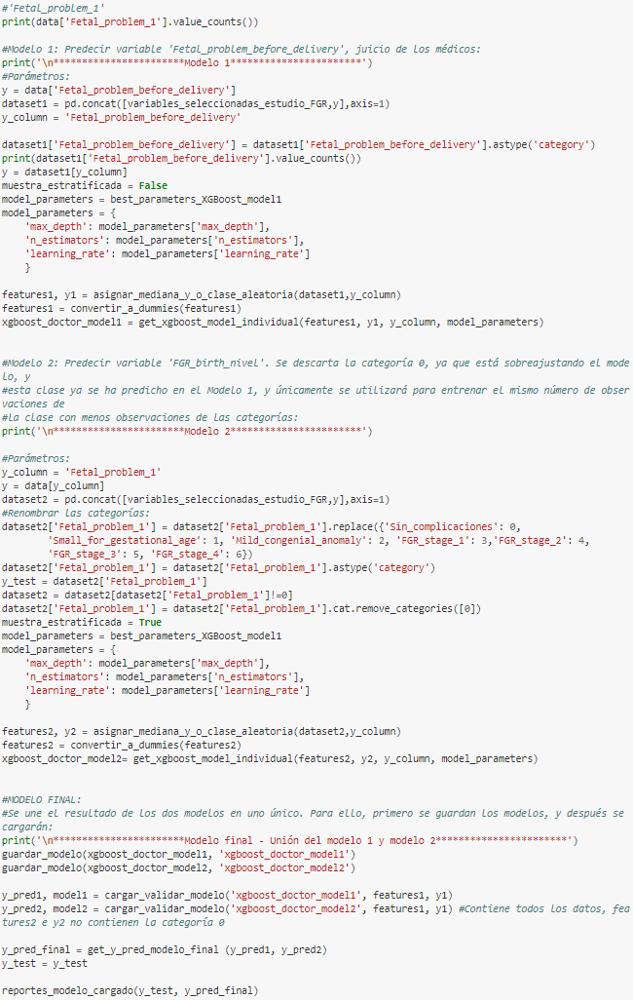 #'Fetal_problem_1'
print(data['Fetal_problem_1'].value_counts())
#Modelo 1: Predecir variable 'Fetal_problem_before_delivery', juicio de los médicos:
print('\n***********************Modelo 1***********************')
#Parámetros:
y = data['Fetal_problem_before_delivery']
dataset1 = pd.concat([variables_seleccionadas_estudio_FGR,y],axis=1)
y_column = 'Fetal_problem_before_delivery'
dataset1['Fetal_problem_before_delivery'] = dataset1['Fetal_problem_before_delivery'].astype('category')
print(dataset1['Fetal_problem_before_delivery'].value_counts())
y = dataset1[y_column]
muestra_estratificada = False
model_parameters = best_parameters_XGBoost_model1
model_parameters = {
    'max_depth': model_parameters['max_depth'],
    'n_estimators': model_parameters['n_estimators'],
    'learning_rate': model_parameters['learning_rate']
    }
features1, y1 = asignar_mediana_y_o_clase_aleatoria(dataset1,y_column)
features1 = convertir_a_dummies(features1)
xgboost_doctor_model1 = get_xgboost_model_individual(features1, y1, y_column, model_parameters)
#Modelo 2: Predecir variable 'FGR_birth_nivel'. Se descarta la categoría 0, ya que está sobreajustando el mode
lo, y
#esta clase ya se ha predicho en el Modelo 1, y únicamente se utilizará para entrenar el mismo número de obser
vaciones de
#la clase con menos observaciones de las categorías:
print('\n***********************Modelo 2***********************')
#Parámetros:
y_column = 'Fetal_problem_1'
y = data[y_column]
dataset2 = pd.concat([variables_seleccionadas_estudio_FGR,y],axis=1)
#Renombrar las categorías:
dataset2['Fetal_problem_1'] = dataset2['Fetal_problem_1'].replace({'Sin_complicaciones': 0,
        'Small_for_gestational_age': 1, 'Mild_congenial_anomaly': 2, 'FGR_stage_1': 3,'FGR_stage_2': 4,
        'FGR_stage_3': 5, 'FGR_stage_4': 6})
dataset2['Fetal_problem_1'] = dataset2['Fetal_problem_1'].astype('category')
y_test = dataset2['Fetal_problem_1']
dataset2 = dataset2[dataset2['Fetal_problem_1']!=0]
dataset2['Fetal_problem_1'] = dataset2['Fetal_problem_1'].cat.remove_categories([0])
muestra_estratificada = True
model_parameters = best_parameters_XGBoost_model1
model_parameters = {
    'max_depth': model_parameters['max_depth'],
    'n_estimators': model_parameters['n_estimators'],
    'learning_rate': model_parameters['learning_rate']
    }
features2, y2 = asignar_mediana_y_o_clase_aleatoria(dataset2,y_column)
features2 = convertir_a_dummies(features2)
xgboost_doctor_model2= get_xgboost_model_individual(features2, y2, y_column, model_parameters)
#MODELO FINAL:
#Se une el resultado de los dos modelos en uno único. Para ello, primero se guardan los modelos, y después se
cargarán:
print('\n***********************Modelo final - Unión del modelo 1 y modelo 2***********************')
guardar_modelo(xgboost_doctor_model1, 'xgboost_doctor_model1')
guardar_modelo(xgboost_doctor_model2, 'xgboost_doctor_model2')
y_pred1, model1 = cargar_validar_modelo('xgboost_doctor_model1', features1, y1)
y_pred2, model2 = cargar_validar_modelo('xgboost_doctor_model2', features1, y1) #Contiene todos los datos, fea
tures2 e y2 no contienen la categoría 0
y_pred_final = get_y_pred_modelo_final (y_pred1, y_pred2)
y_test = y_test
reportes_modelo_cargado(y_test, y_pred_final)